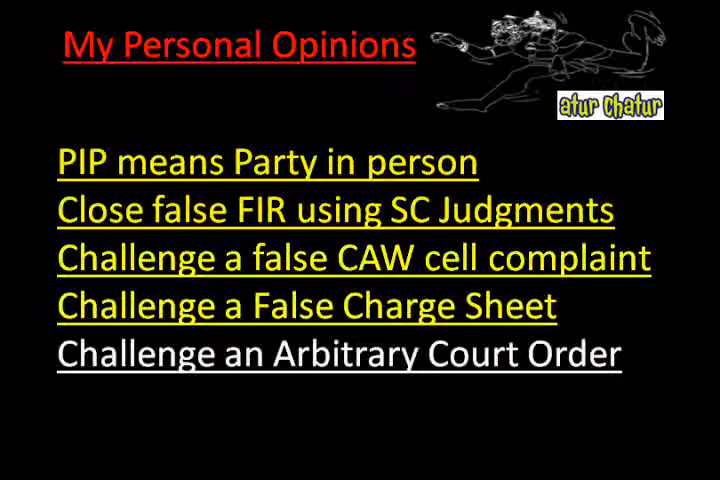 My Personal Opinions
atur chatur
PIP means Party in person
Close false FIR using SC Judgments
Challenge a false CAW cell complaint
Challenge a False Charge Sheet
Challenge an Arbitrary Court Order